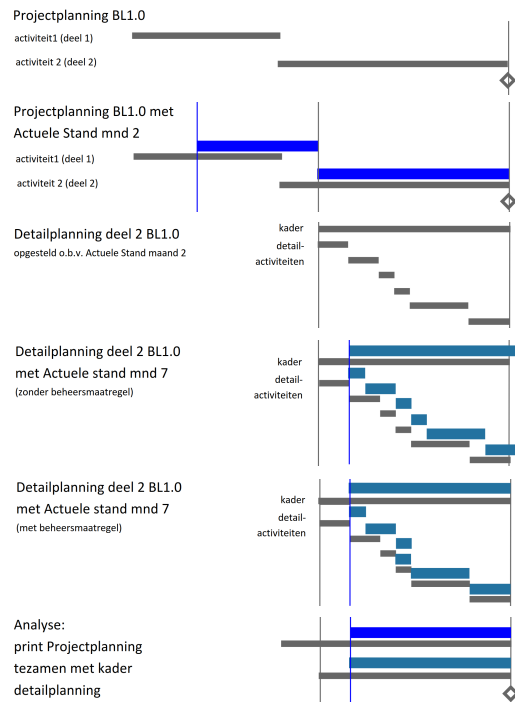 Projectplanning BL1.0
activiteit1 (deel 1)
activiteit 2 (deel 2)
Projectplanning BL1.0 met
Actuele Stand mnd 2
activiteit1 (deel 1)
activiteit 2 (deel 2)
Detailplanning deel 2 BL1.0
opgesteld o.b.v. Actuele Stand maand 2
kader
detail-
activiteiten
Detailplanning deel 2 BL1.0
met Actuele stand mnd 7
(zonder beheersmaatregel)
kader
detail-
activiteiten
Detailplanning deel 2 BL1.0
met Actuele stand mnd 7
(met beheersmaatregel)
kader
detail-
activiteiten
Analyse:
print Projectplanning
tezamen met kader
detailplanning